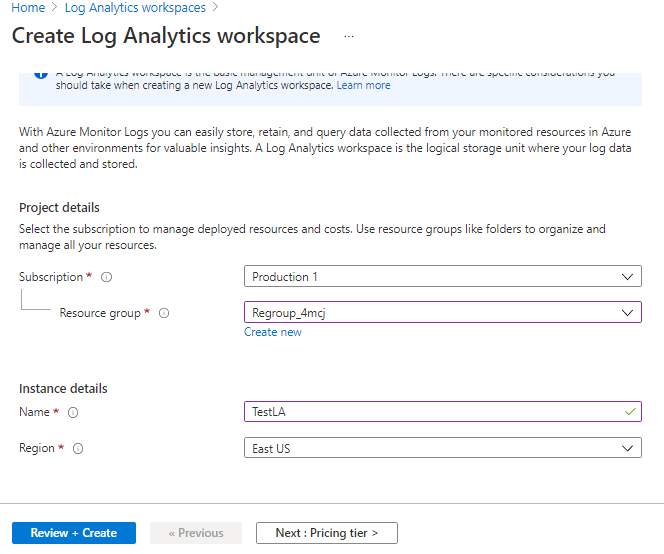 Home > Log Analytics workspaces >
Create Log Analytics workspace ...
A Log Analytics workspace is the basic management unit of Azure Monitor Logs. There are specific considerations you
should take when creating a new Log Analytics workspace. Learn more
With Azure Monitor Logs you can easily store, retain, and query data collected from your monitored resources in Azure
and other environments for valuable insights. A Log Analytics workspace is the logical storage unit where your log data
is collected and stored.
Project details
Select the subscription to manage deployed resources and costs. Use resource groups like folders to organize and
manage all your resources.
Subscription *
Production 1
Resource group *
Regroup_4mcj
Create new
Instance details
Name *
TestLA
Region *
East US
Review + Create
« Previous
Next : Pricing tier >